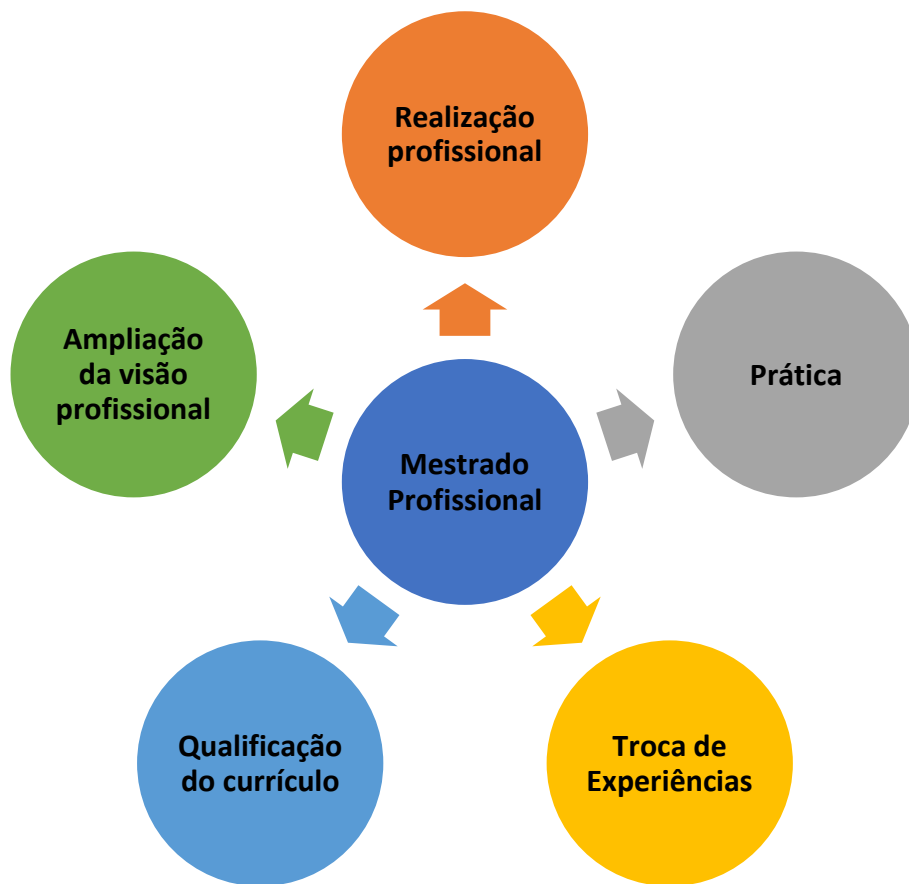 Realização
profissional
Ampliação
da visão
profissional
Prática
Mestrado
Profissional
Qualificação
do currículo
Troca de
Experiências